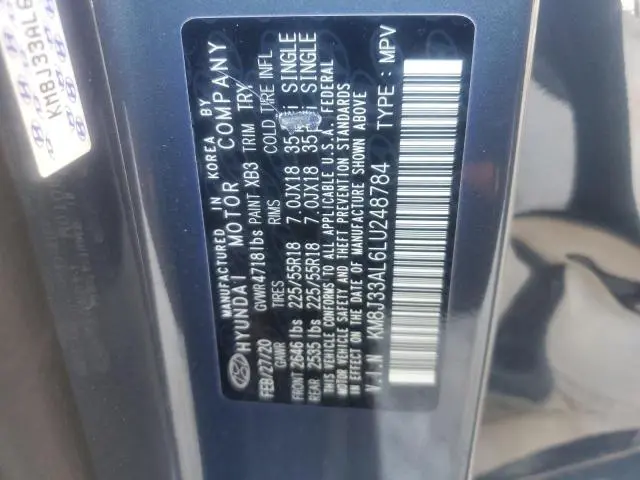 KM8J33AL6
MANUFACTURED IN KOREA BY
HYUNDAI MOTOR COMPANY
FEB/27/20 GVWR 4718lbs PAINT XB3 TRIM TRY
GAWR TIRES RIMS COLD TIRE INFL
FRONT 2646 lbs 225/55R18 7.0JX18 35 SINGLE
REAR 2535 lbs 225/55R18 7.0JX18 35 SINGLE
THIS VEHICLE CONFORMS TO ALL APPLICABLE U.S.A. FEDERAL
MOTOR VEHICLE SAFETY AND THEFT PREVENTION STANDARDS
IN EFFECT ON THE DATE OF MANUFACTURE SHOWN ABOVE
V.I.N KM8J33AL6LU248784 TYPE : MPV